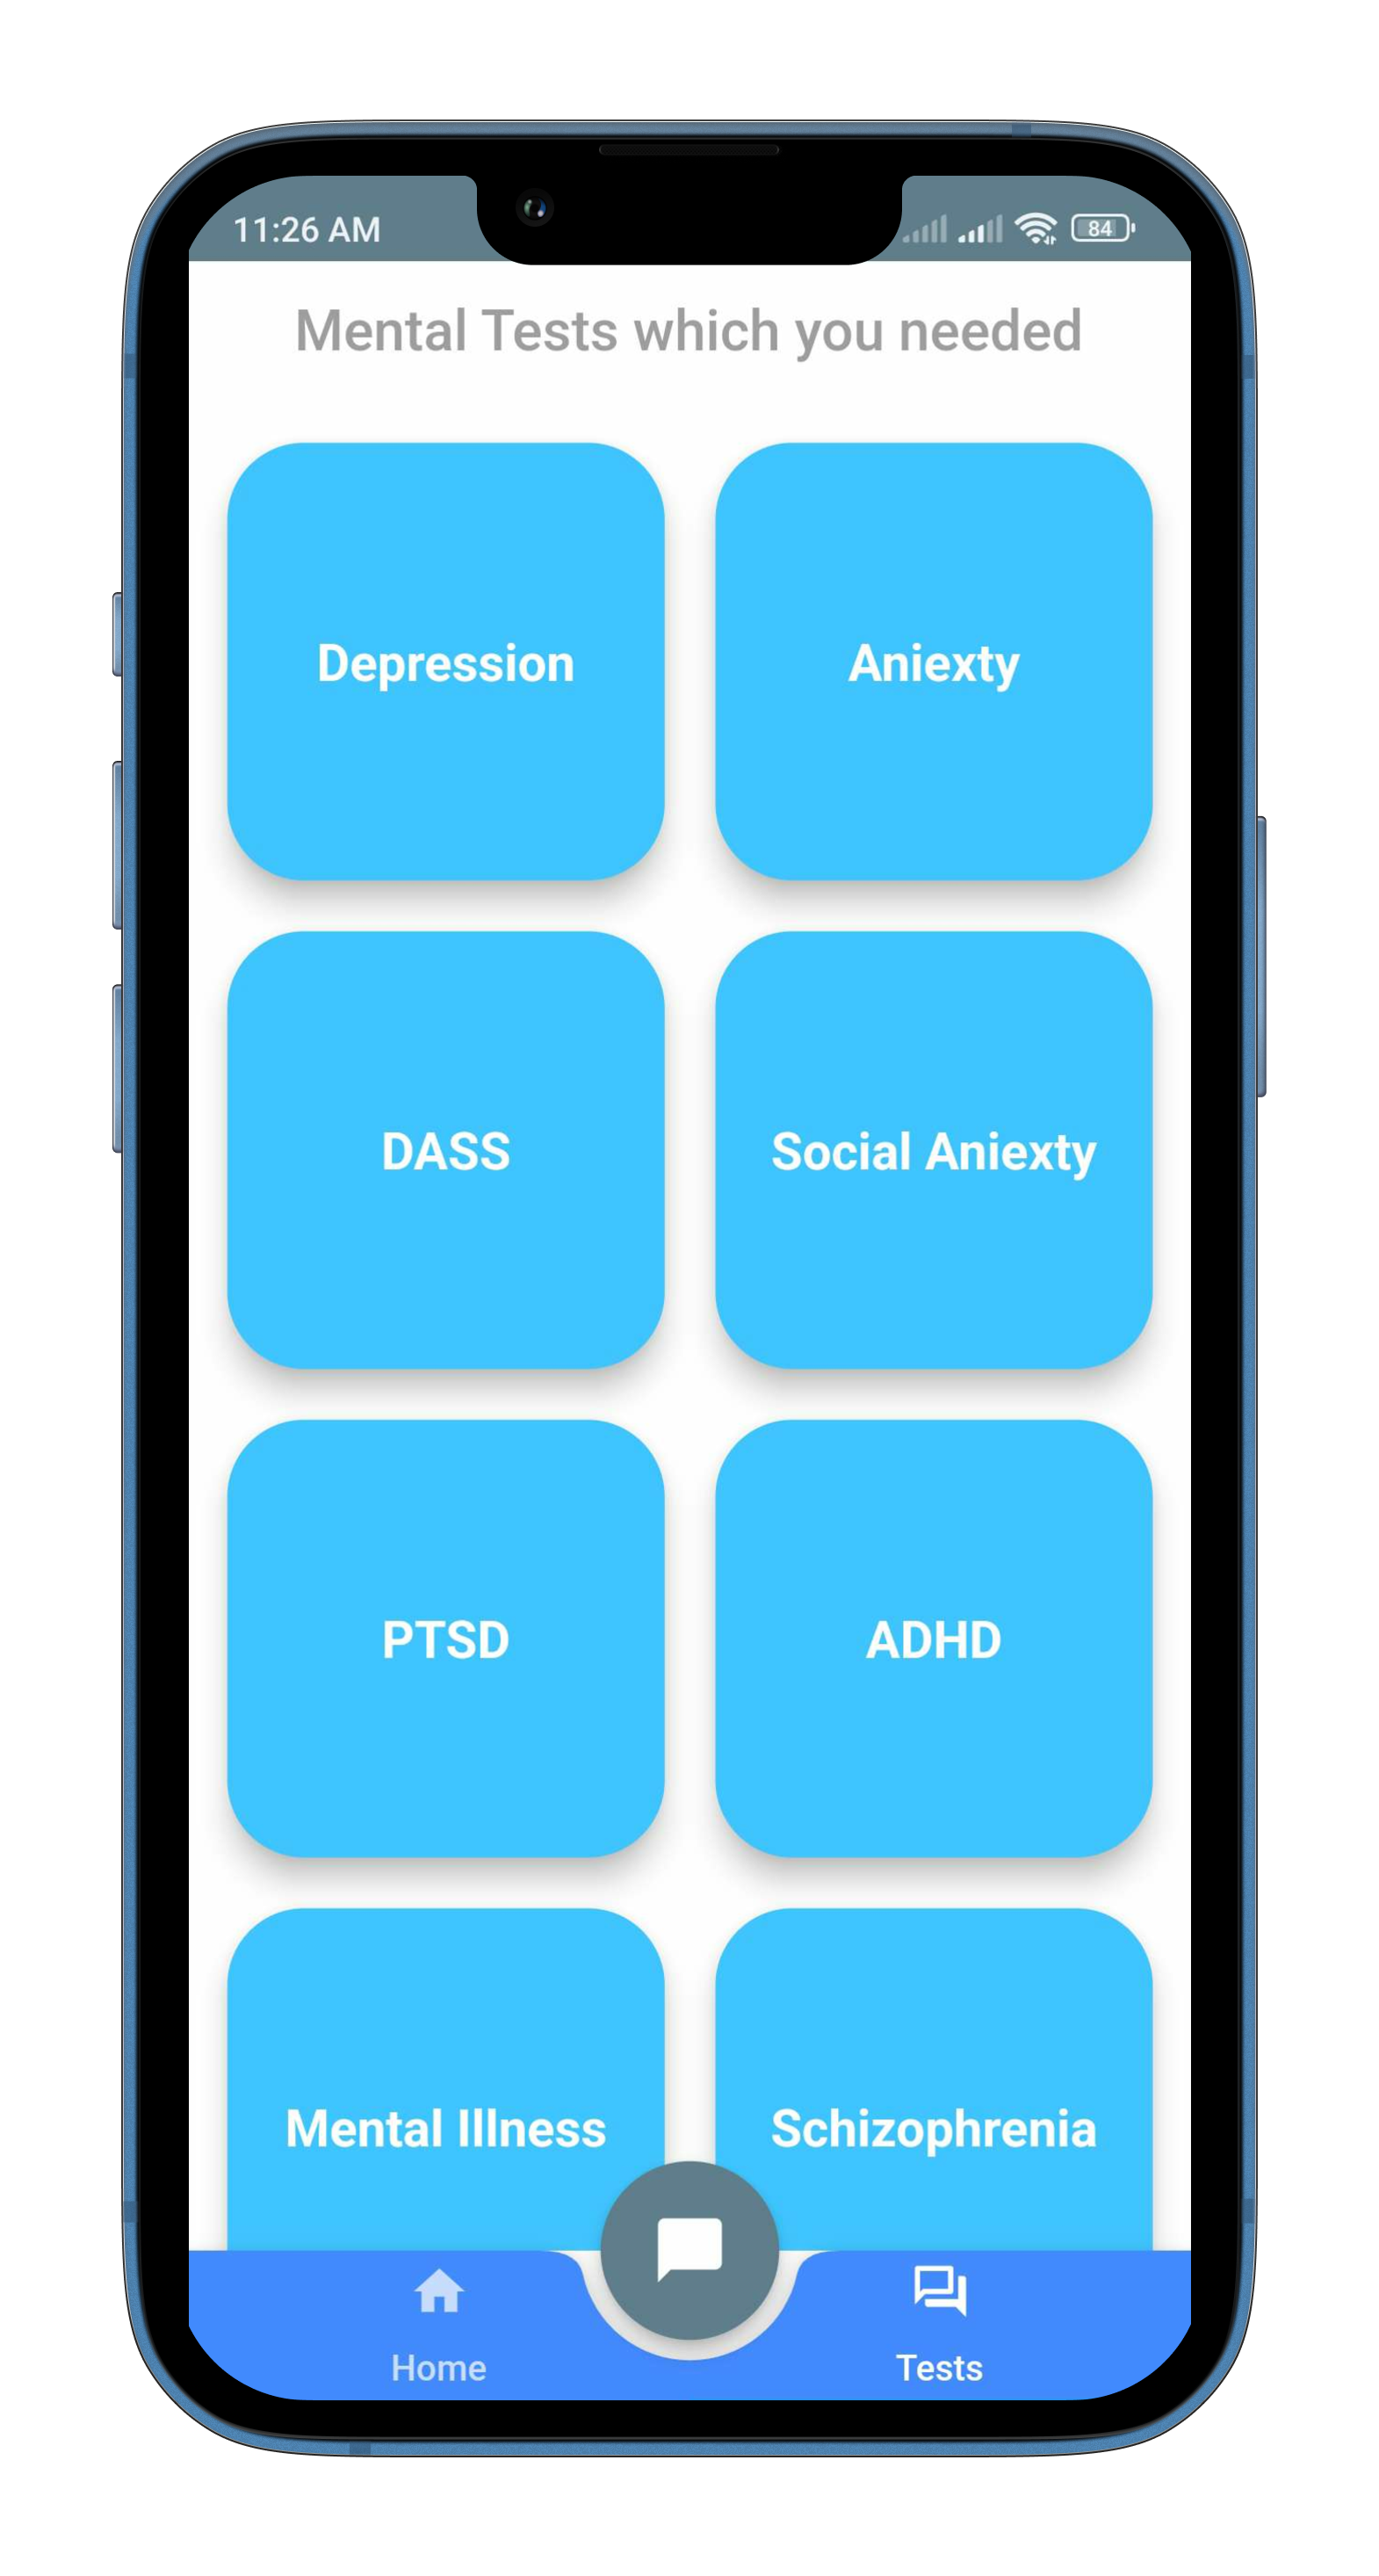 11:26 AM
84
Mental Tests which you needed
Depression
Aniexty
DASS
Social Aniexty
PTSD
ADHD
Mental Illness
Schizophrenia
Home
Tests